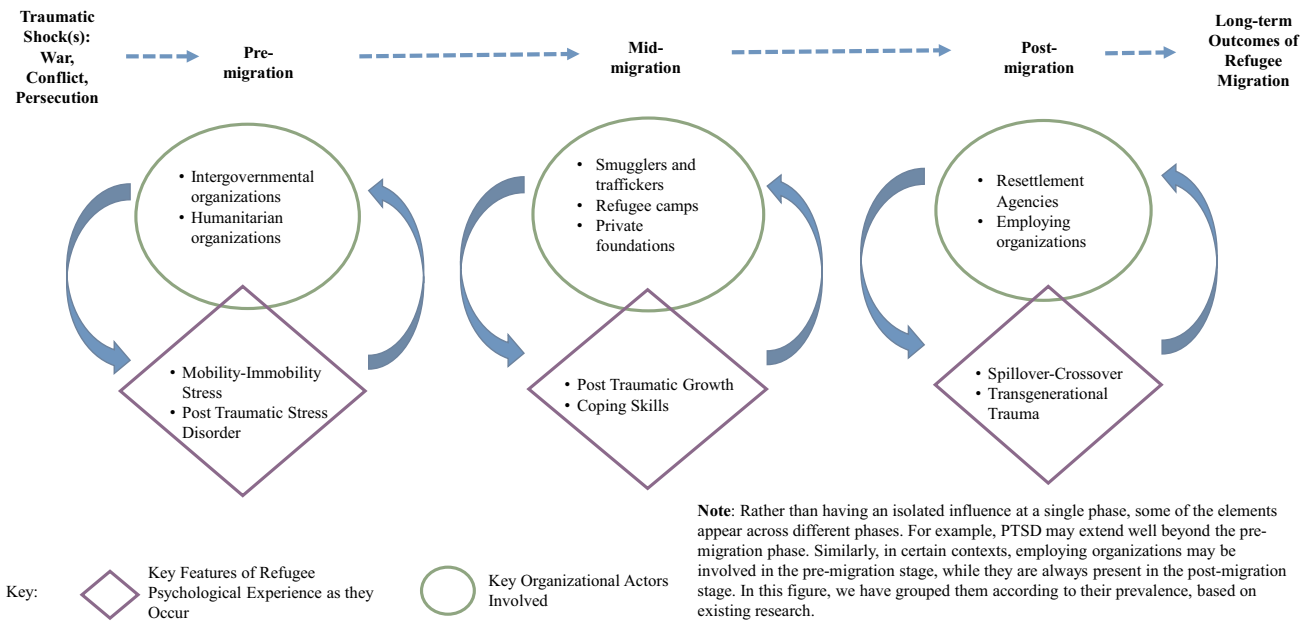 Traumatic
Shock(s):
War,
Conflict,
Persecution
Pre-
migration
Mid-
migration
Post-
migration
Long-term
Outcomes of
Refugee
Migration
• Intergovernmental
organizations
• Humanitarian
organizations
• Smugglers and
traffickers
• Refugee camps
• Private
foundations
• Resettlement
Agencies
• Employing
organizations
• Mobility-Immobility
Stress
• Post Traumatic Stress
Disorder
• Post Traumatic Growth
• Coping Skills
• Spillover-Crossover
• Transgenerational
Trauma
Note: Rather than having an isolated influence at a single phase, some of the elements
appear across different phases. For example, PTSD may extend well beyond the pre-
migration phase. Similarly, in certain contexts, employing organizations may be
involved in the pre-migration stage, while they are always present in the post-migration
stage. In this figure, we have grouped them according to their prevalence, based on
existing research.
Key:
Key Features of Refugee
Psychological Experience as they
Occur
Key Organizational Actors
Involved